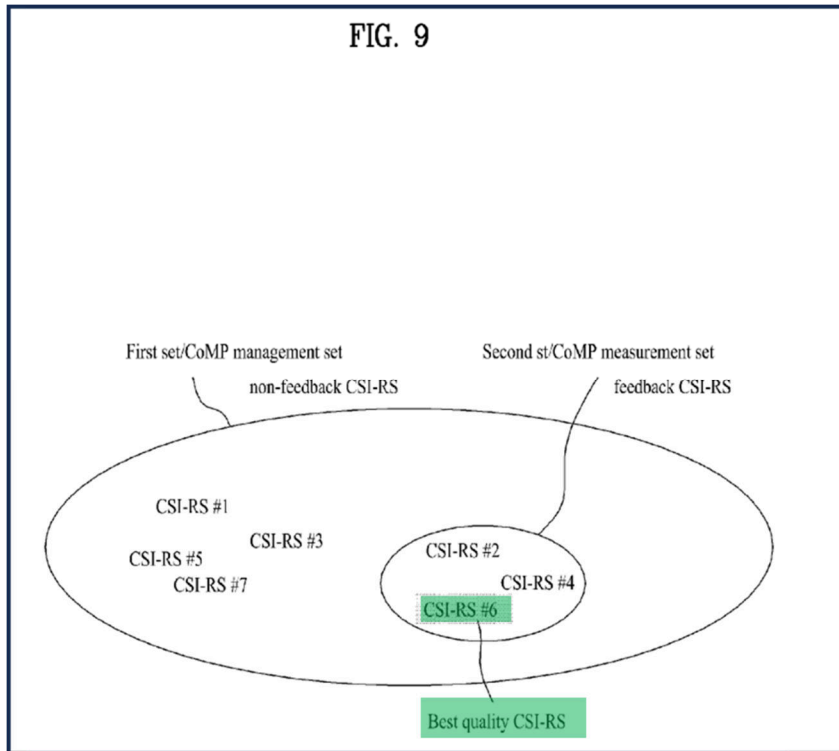 FIG. 9
First set/CoMP management set
non-feedback CSI-RS
Second st/CoMP measurement set
feedback CSI-RS
CSI-RS #1
CSI-RS #3
CSI-RS #5
CSI-RS #7
CSI-RS #2
CSI-RS #4
CSI-RS #6
Best quality CSI-RS